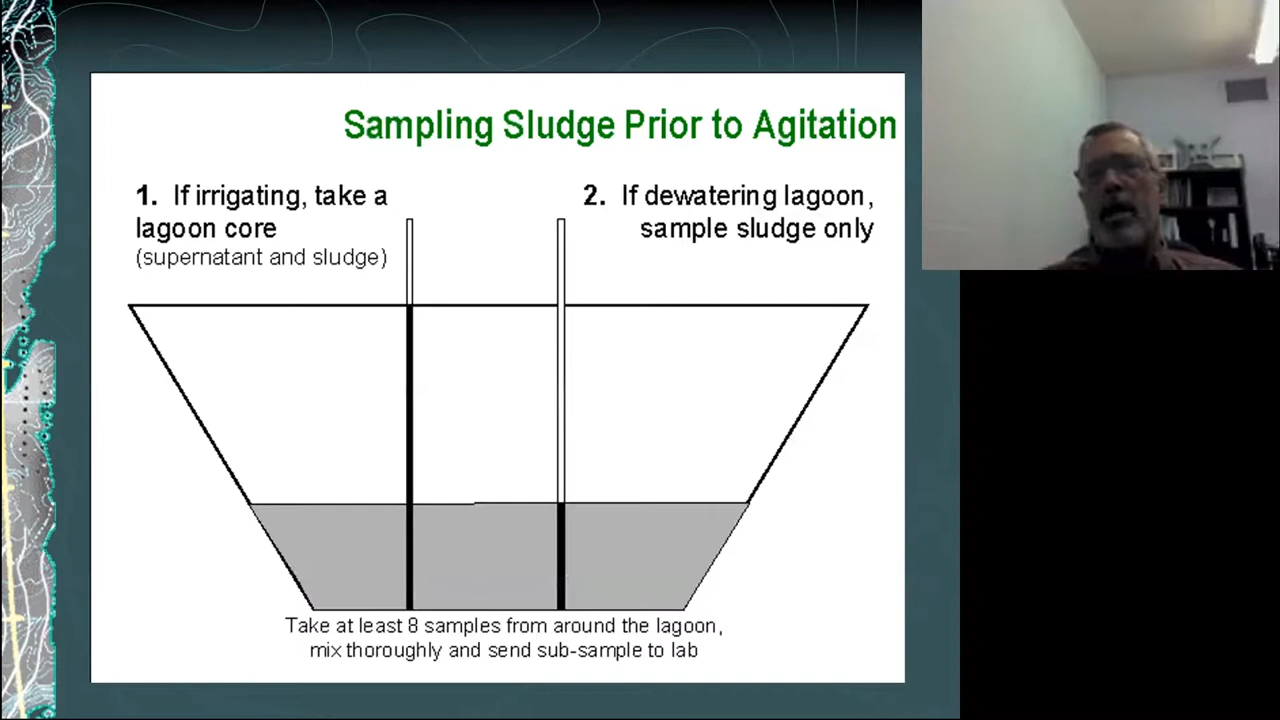 Sampling Sludge Prior to Agitation
1. If irrigating, take a
lagoon core
(supernatant and sludge)
2. If dewatering lagoon,
sample sludge only
Take at least 8 samples from around the lagoon,
mix thoroughly and send sub-sample to lab